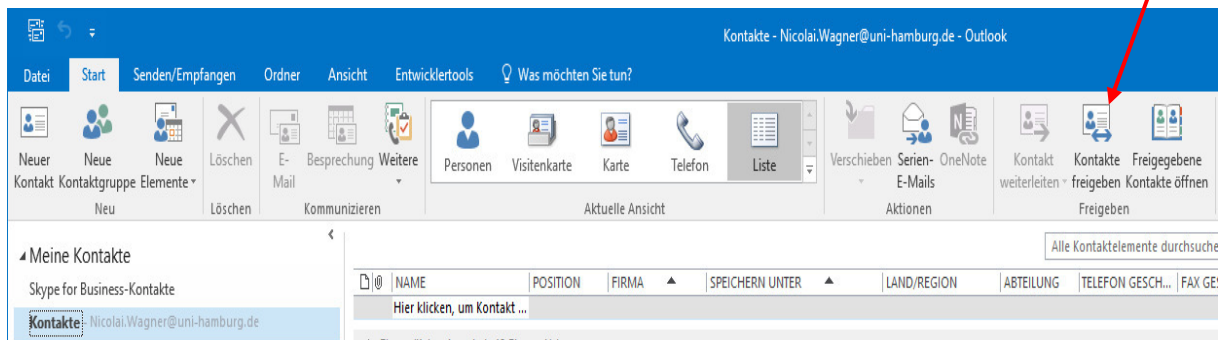 Kontakte - Nicolai.Wagner@uni-hamburg.de - Outlook
Datei Start Senden/Empfangen Ordner Ansicht Entwicklertools Was möchten Sie tun?
Neuer Kontakt
Neue Kontaktgruppe
Neue Elemente
Löschen
E-Mail
Besprechung
Weitere
Personen
Visitenkarte
Karte
Telefon
Liste
Verschieben
Serien-E-Mails
OneNote
Kontakt weiterleiten
Kontakte freigeben
Freigegebene Kontakte öffnen
Neu Löschen Kommunizieren Aktuelle Ansicht Aktionen Freigeben
Meine Kontakte
Skype for Business-Kontakte
Kontakte - Nicolai.Wagner@uni-hamburg.de
Alle Kontaktelemente durchsuche
NAME POSITION FIRMA SPEICHERN UNTER LAND/REGION ABTEILUNG TELEFON GESCH... FAX GES
Hier klicken, um Kontakt ...